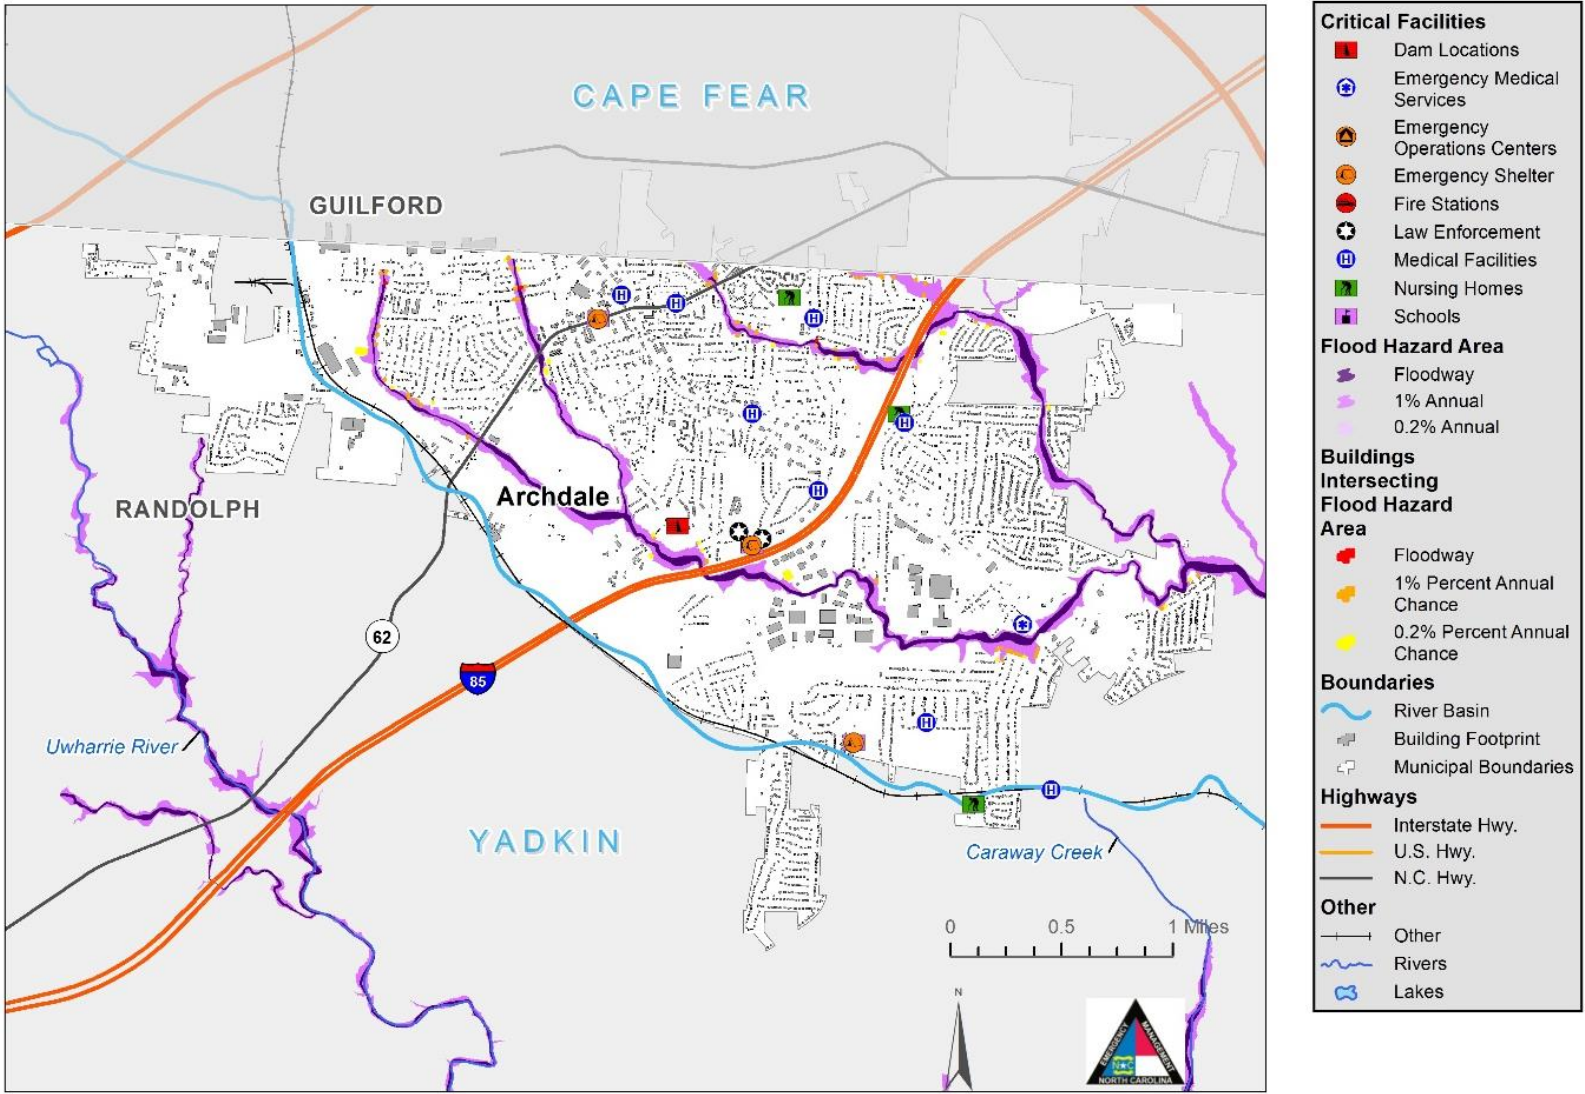 CAPE FEAR
GUILFORD
Archdale
RANDOLPH
62
85
Uwharrie River
YADKIN
Caraway Creek
0 0.5 1 Miles
N
EMERGENCY
MANAGEMENT
NORTH CAROLINA
Critical Facilities
Dam Locations
Emergency Medical
Services
Emergency
Operations Centers
Emergency Shelter
Fire Stations
Law Enforcement
H Medical Facilities
Nursing Homes
Schools
Flood Hazard Area
Floodway
1% Annual
0.2% Annual
Buildings
Intersecting
Flood Hazard
Area
Floodway
1% Percent Annual
Chance
0.2% Percent Annual
Chance
Boundaries
River Basin
Building Footprint
Municipal Boundaries
Highways
Interstate Hwy.
U.S. Hwy.
N.C. Hwy.
Other
Other
Rivers
Lakes